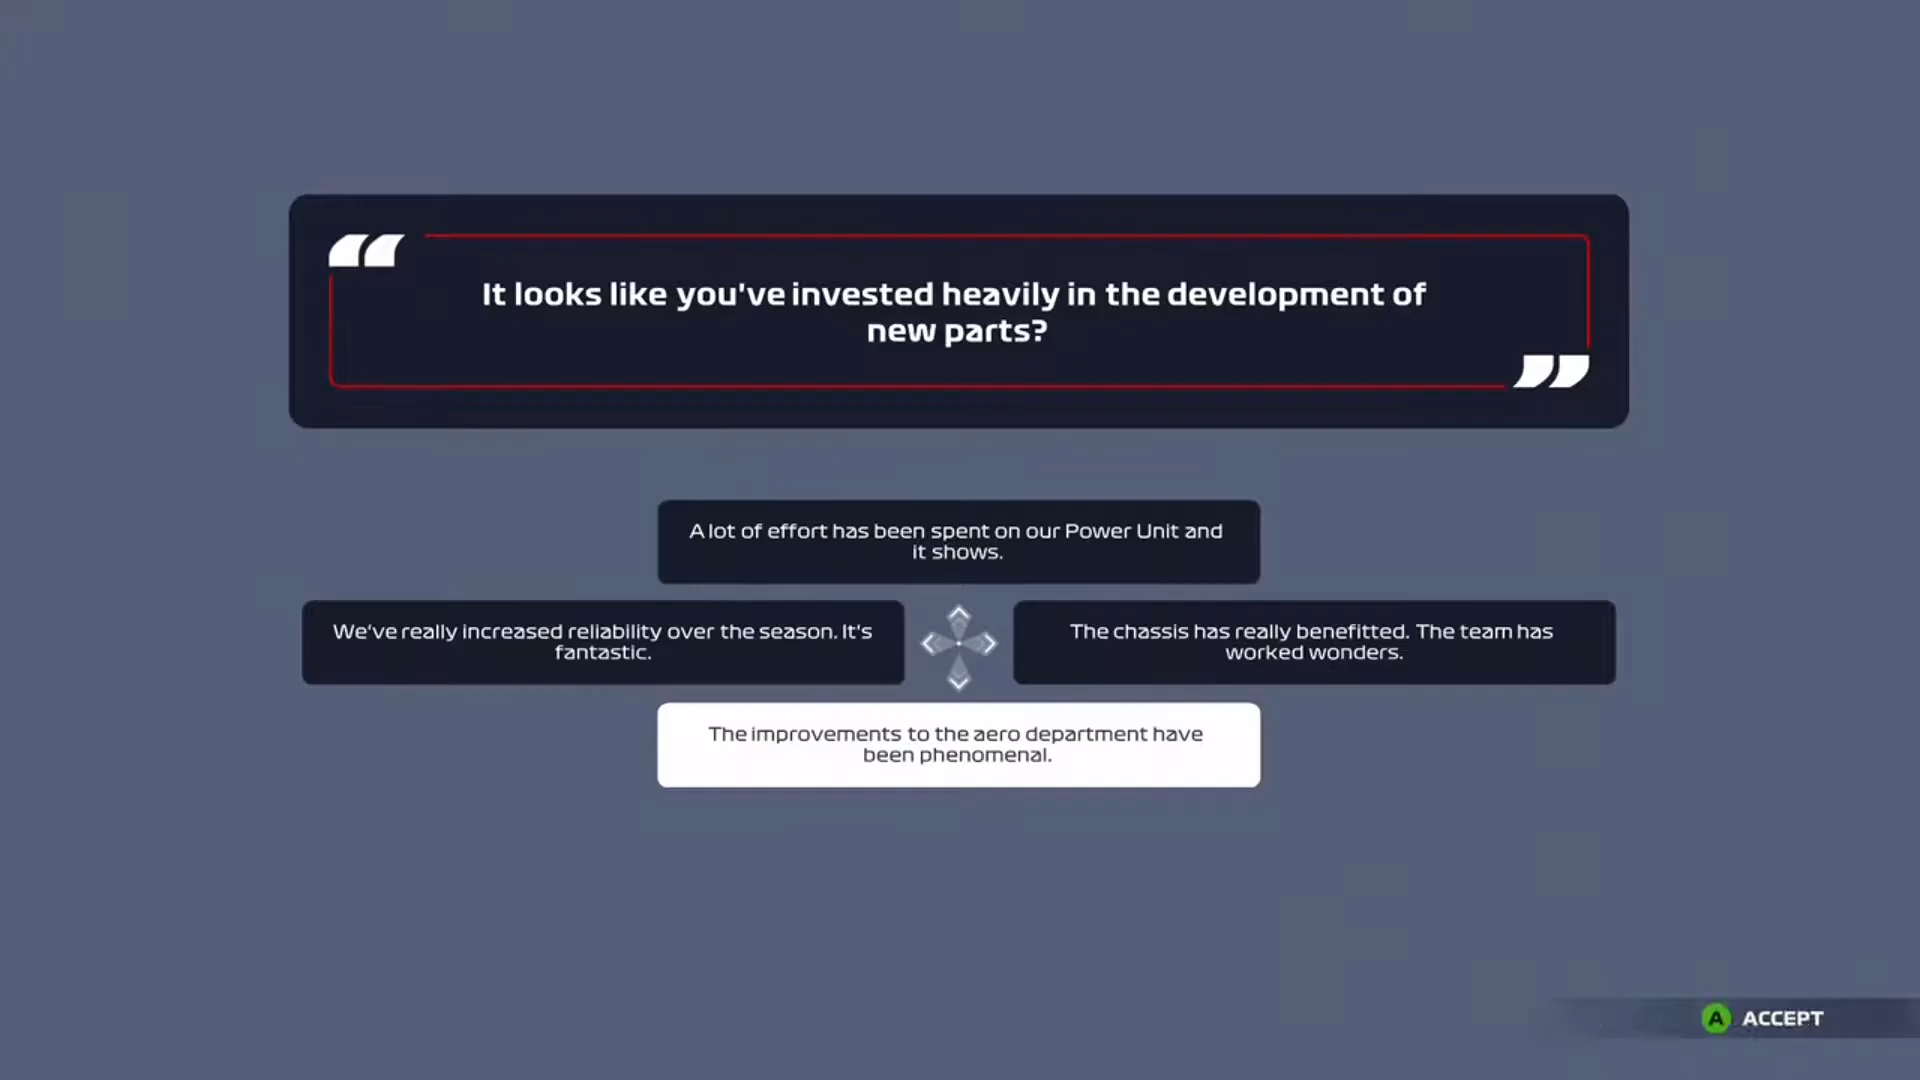 It looks like you've invested heavily in the development of
new parts?
A lot of effort has been spent on our Power Unit and
it shows.
We've really increased reliability over the season. It's
fantastic.
The chassis has really benefitted. The team has
worked wonders.
The improvements to the aero department have
been phenomenal.
A ACCEPT